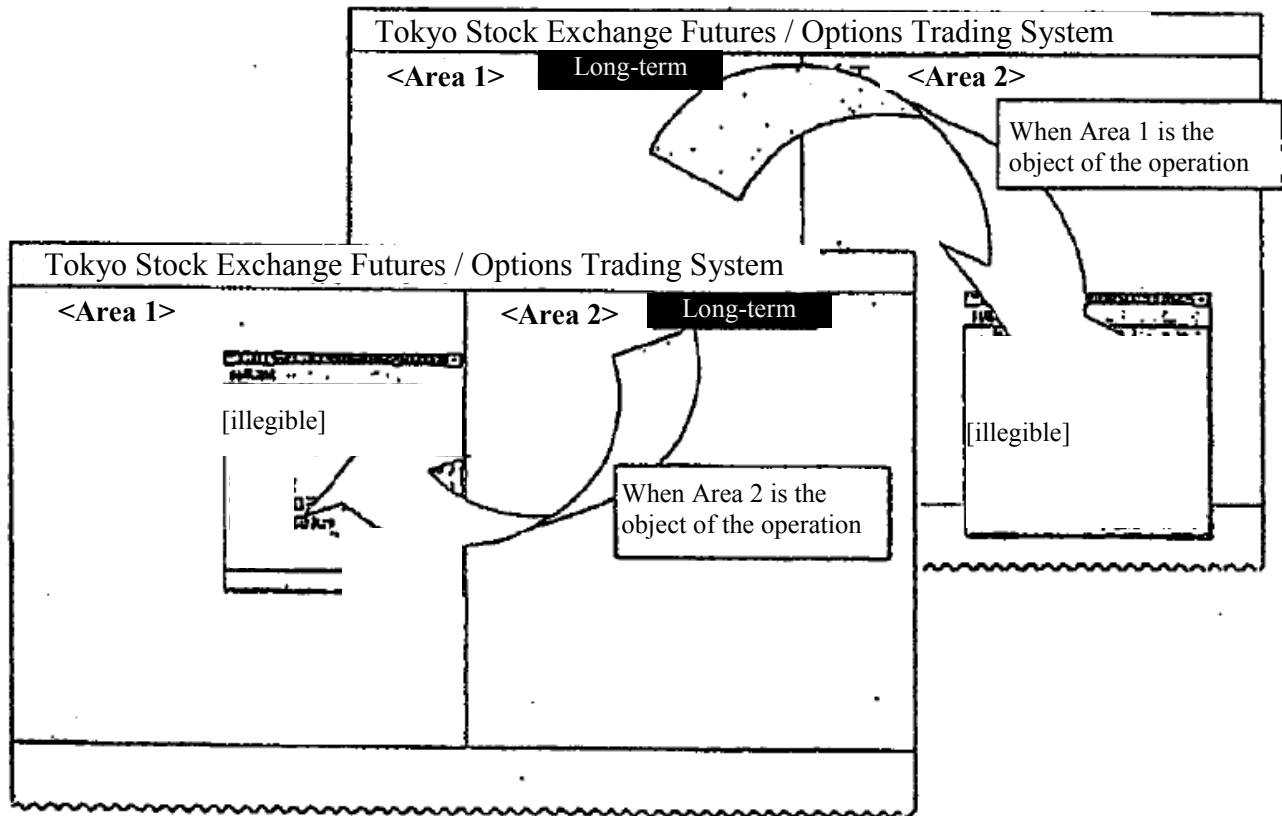 Tokyo Stock Exchange Futures / Options Trading System
<Area 1>
Long-term
<Area 2>
When Area 1 is the
object of the operation
[illegible]
Tokyo Stock Exchange Futures / Options Trading System
<Area 1>
<Area 2>
Long-term
[illegible]
When Area 2 is the
object of the operation